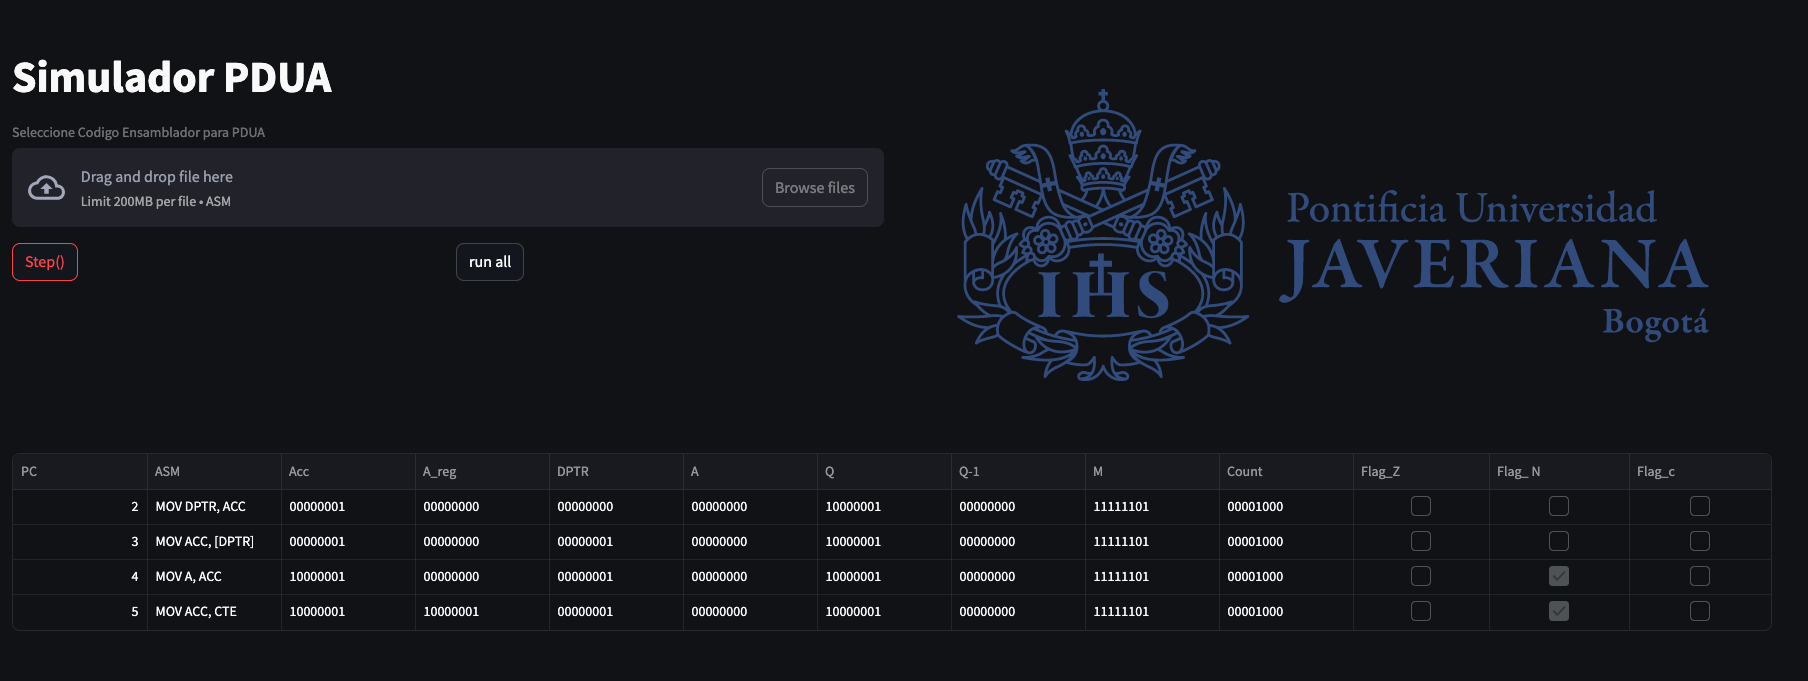 Simulador PDUA
Seleccione Codigo Ensamblador para PDUA
Drag and drop file here
Limit 200MB per file • ASM
Browse files
Step()
run all
IHS
Pontificia Universidad
JAVERIANA
Bogotá
PC ASM Acc A_reg DPTR A Q Q-1 M Count Flag_Z Flag_ N Flag_c
2 MOV DPTR, ACC 00000001 00000000 00000000 00000000 10000001 00000000 11111101 00001000
3 MOV ACC, [DPTR] 00000001 00000000 00000001 00000000 10000001 00000000 11111101 00001000
4 MOV A, ACC 10000001 00000000 00000001 00000000 10000001 00000000 11111101 00001000
5 MOV ACC, CTE 10000001 10000001 00000001 00000000 10000001 00000000 11111101 00001000